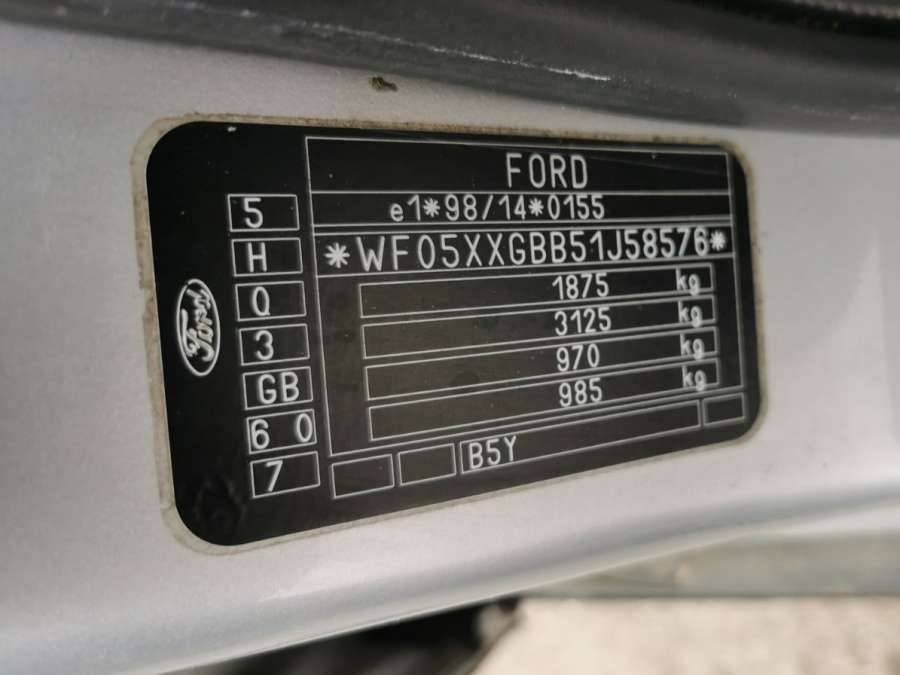 FORD
e1*98/14*0155
*WF05XXGBB51J58576*
1875 kg
3125 kg
970 kg
985 kg
B5Y
5
H
Q
3
GB
6 0
7
Ford